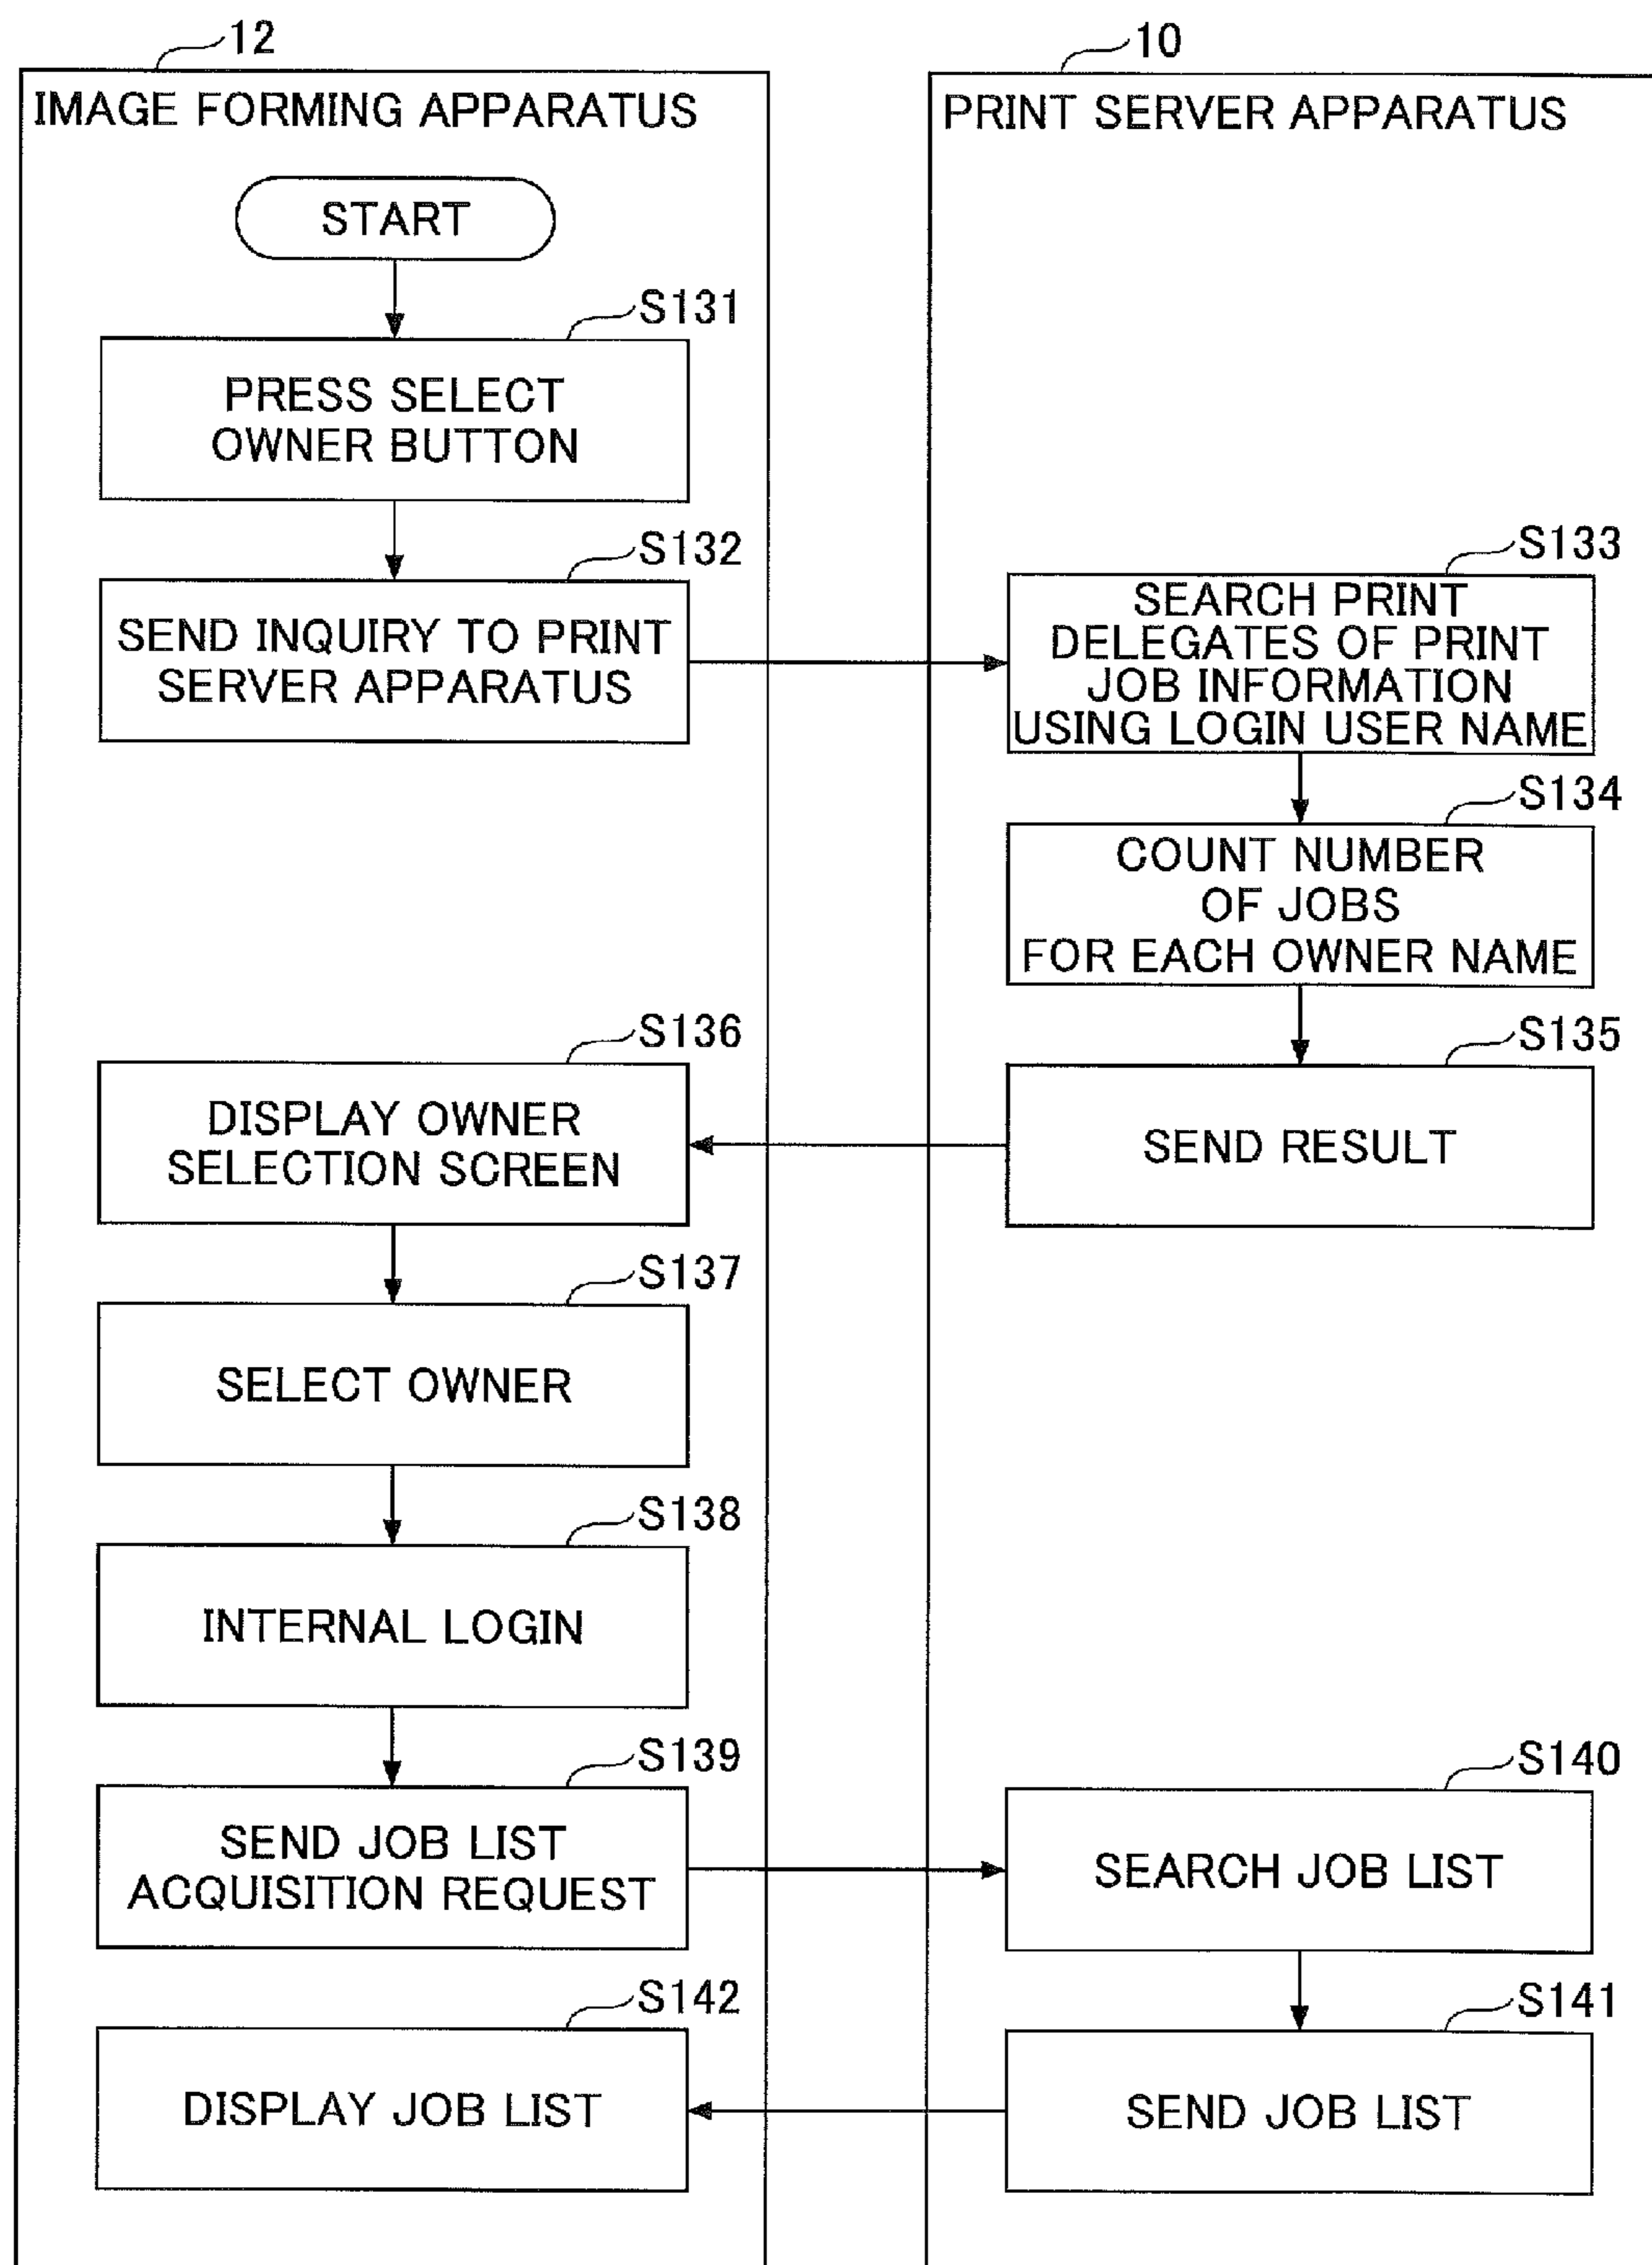 12
IMAGE FORMING APPARATUS
START
S131
PRESS SELECT
OWNER BUTTON
S132
SEND INQUIRY TO PRINT
SERVER APPARATUS
10
PRINT SERVER APPARATUS
S133
SEARCH PRINT
DELEGATES OF PRINT
JOB INFORMATION
USING LOGIN USER NAME
S134
COUNT NUMBER
OF JOBS
FOR EACH OWNER NAME
S135
SEND RESULT
S136
DISPLAY OWNER
SELECTION SCREEN
S137
SELECT OWNER
S138
INTERNAL LOGIN
S139
SEND JOB LIST
ACQUISITION REQUEST
S140
SEARCH JOB LIST
S141
SEND JOB LIST
S142
DISPLAY JOB LIST